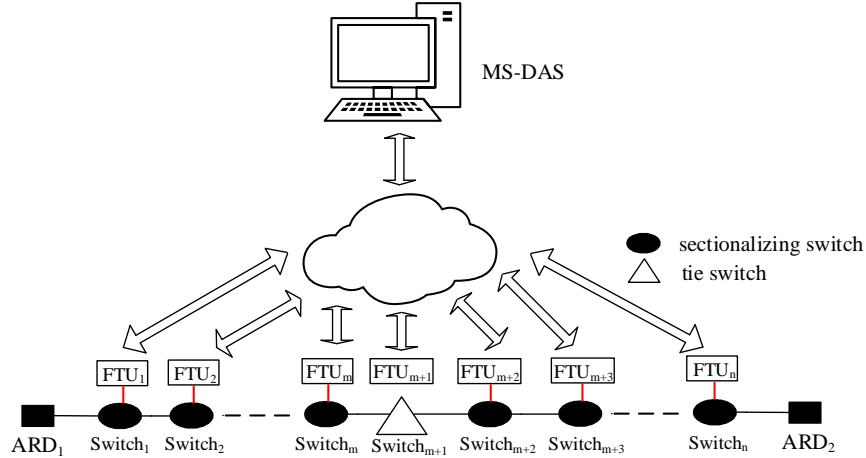 MS-DAS
sectionalizing switch
tie switch
FTU₁ FTU₂ FTUₘ FTUₘ₊₁ FTUₘ₊₂ FTUₘ₊₃ FTUₙ
ARD₁ Switch₁ Switch₂ Switchₘ Switchₘ₊₁ Switchₘ₊₂ Switchₘ₊₃ Switchₙ ARD₂